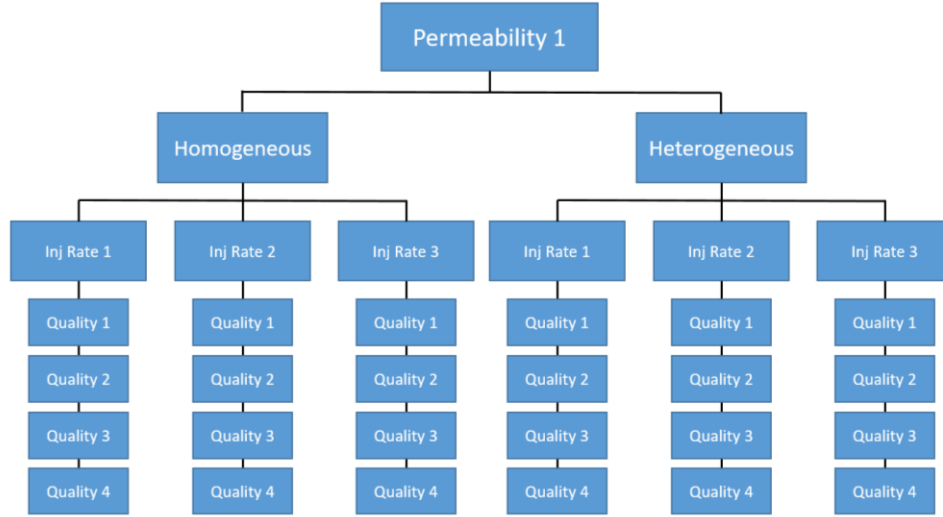 Permeability 1
Homogeneous
Heterogeneous
Inj Rate 1
Inj Rate 2
Inj Rate 3
Inj Rate 1
Inj Rate 2
Inj Rate 3
Quality 1
Quality 1
Quality 1
Quality 1
Quality 1
Quality 1
Quality 2
Quality 2
Quality 2
Quality 2
Quality 2
Quality 2
Quality 3
Quality 3
Quality 3
Quality 3
Quality 3
Quality 3
Quality 4
Quality 4
Quality 4
Quality 4
Quality 4
Quality 4